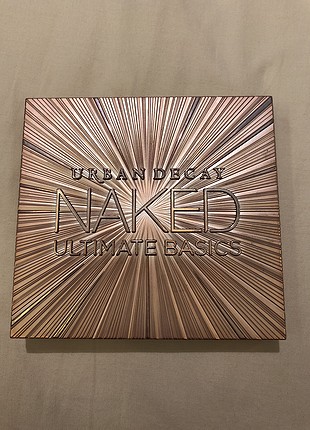 URBAN DECAY
NAKED
ULTIMATE BASICS